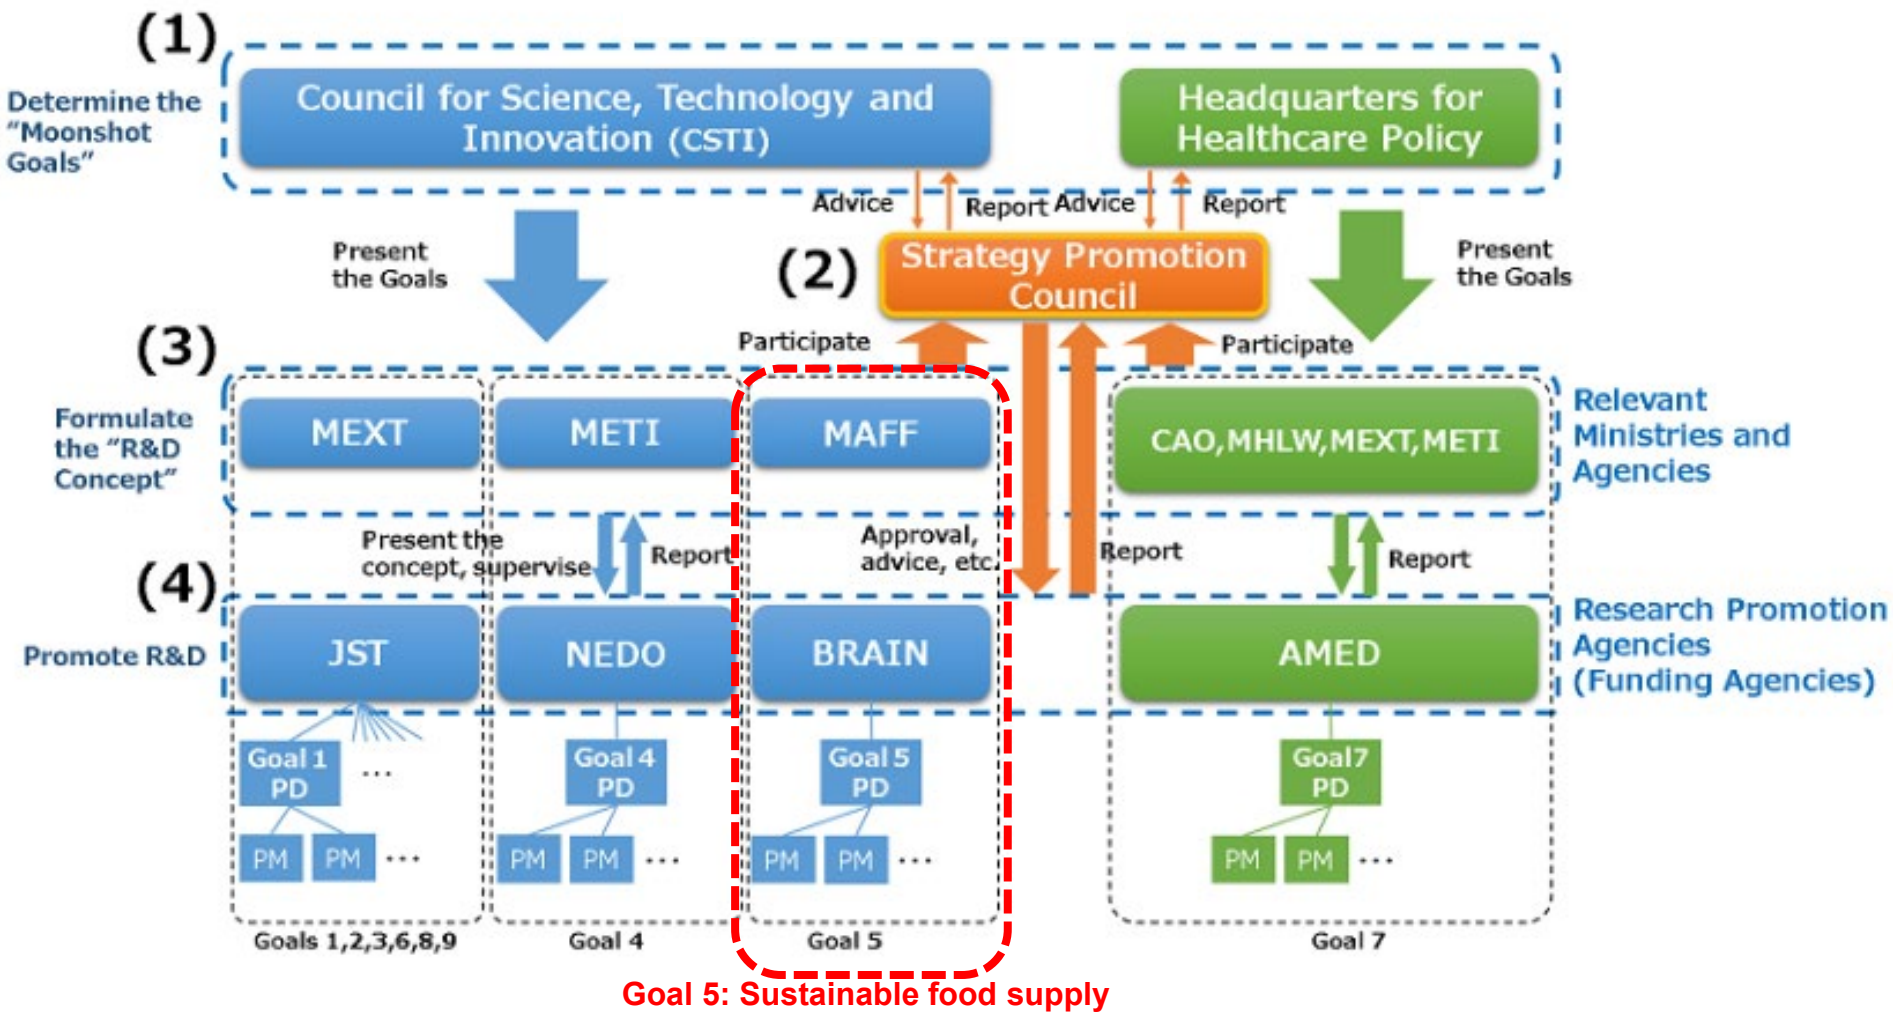 (1)
Determine the
"Moonshot
Goals"
Council for Science, Technology and
Innovation (CSTI)
Headquarters for
Healthcare Policy
Advice
Report
Advice
Report
Present
the Goals
(2)
Strategy Promotion
Council
Present
the Goals
(3)
Participate
Participate
Formulate
the "R&D
Concept"
MEXT
METI
MAFF
CAO,MHLW,MEXT,METI
Relevant
Ministries and
Agencies
Present the
concept, supervise
Report
Approval,
advice, etc.
Report
Report
(4)
Promote R&D
JST
NEDO
BRAIN
AMED
Research Promotion
Agencies
(Funding Agencies)
Goal 1
PD
...
Goal 4
PD
Goal 5
PD
Goal7
PD
PM
PM
...
PM
PM
...
PM
PM
...
PM
PM
...
Goals 1,2,3,6,8,9
Goal 4
Goal 5
Goal 7
Goal 5: Sustainable food supply